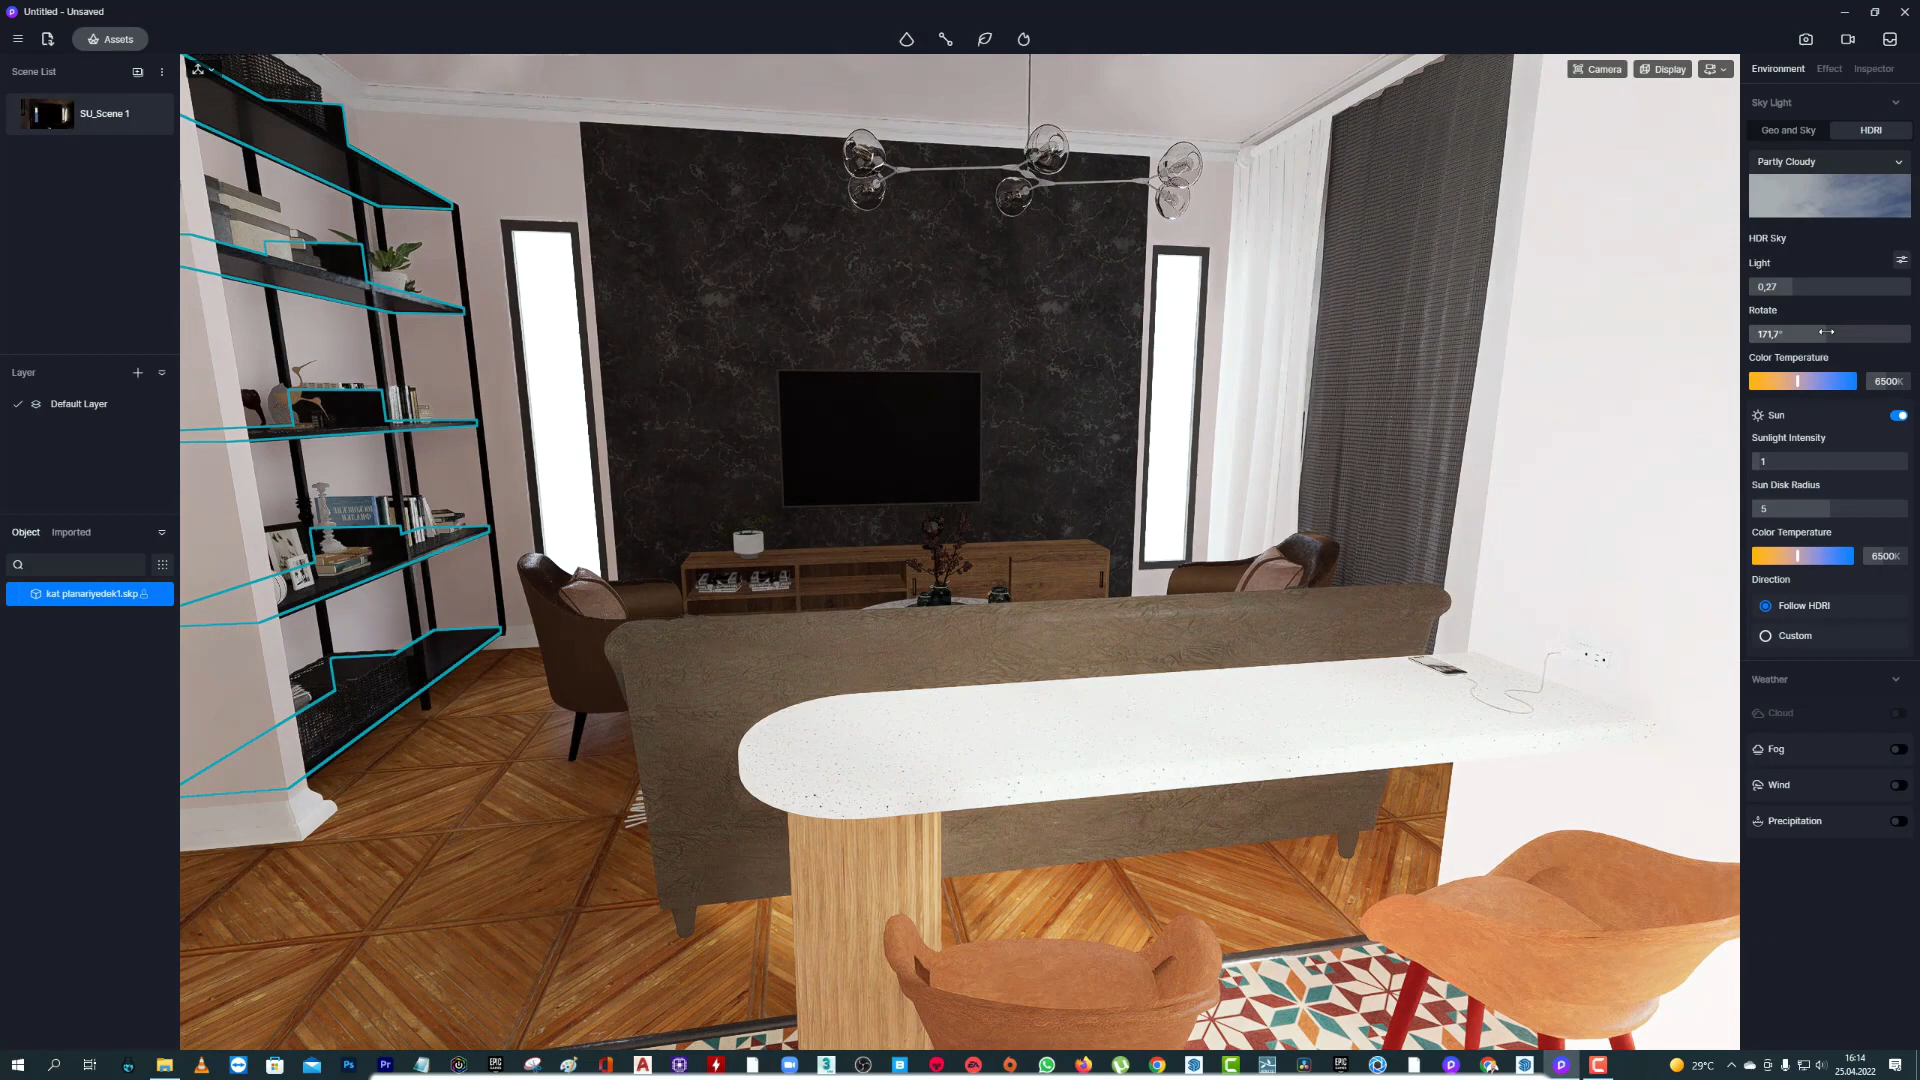 Untitled - Unsaved
Assets
Scene List
SU_Scene 1
Layer
Default Layer
Object
Imported
kat planariyedek1.skp
Camera
Display
Environment
Effect
Inspector
Sky Light
Geo and Sky
HDRI
Partly Cloudy
HDR Sky
Light
0,27
Rotate
171,7°
Color Temperature
6500K
Sun
Sunlight Intensity
1
Sun Disk Radius
5
Color Temperature
6500K
Direction
Follow HDRI
Custom
Weather
Cloud
Fog
Wind
Precipitation
29°C
16:14
25.04.2022